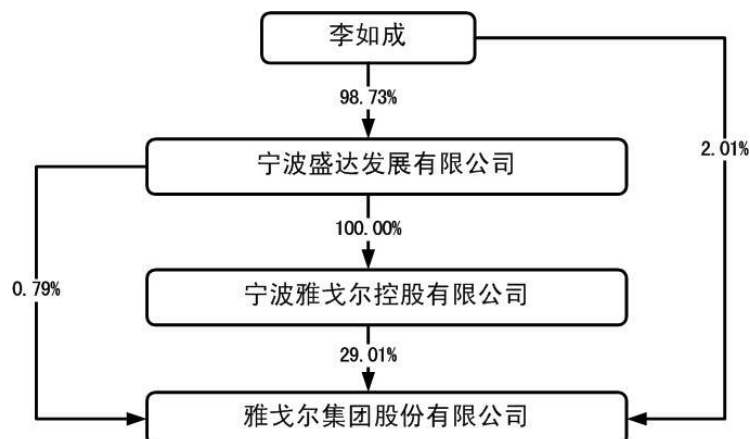 李如成
98.73%
2.01%
宁波盛达发展有限公司
100.00%
0.79%
宁波雅戈尔控股有限公司
29.01%
雅戈尔集团股份有限公司